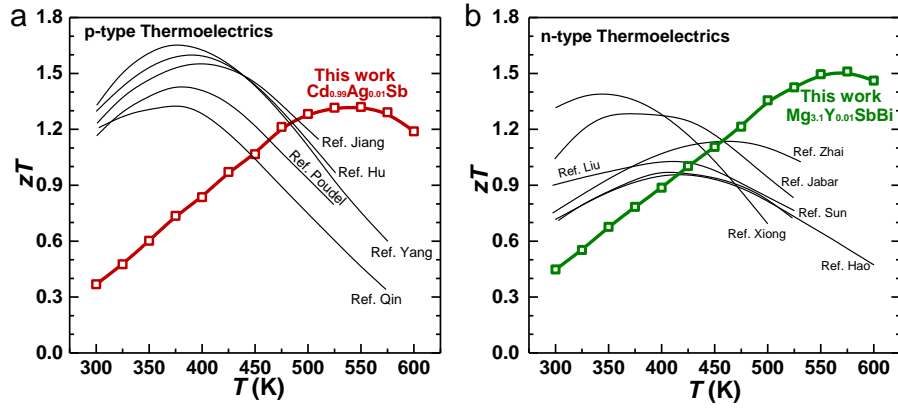 a
p-type Thermoelectrics
This work
Cd0.99Ag0.01Sb
Ref. Jiang
Ref. Hu
Ref. Poudel
Ref. Yang
Ref. Qin
zT
1.8
1.5
1.2
0.9
0.6
0.3
0.0
300 350 400 450 500 550 600
T (K)
b
n-type Thermoelectrics
This work
Mg3.1Y0.01SbBi
Ref. Zhai
Ref. Liu
Ref. Jabar
Ref. Sun
Ref. Xiong
Ref. Hao
zT
1.8
1.5
1.2
0.9
0.6
0.3
0.0
300 350 400 450 500 550 600
T (K)